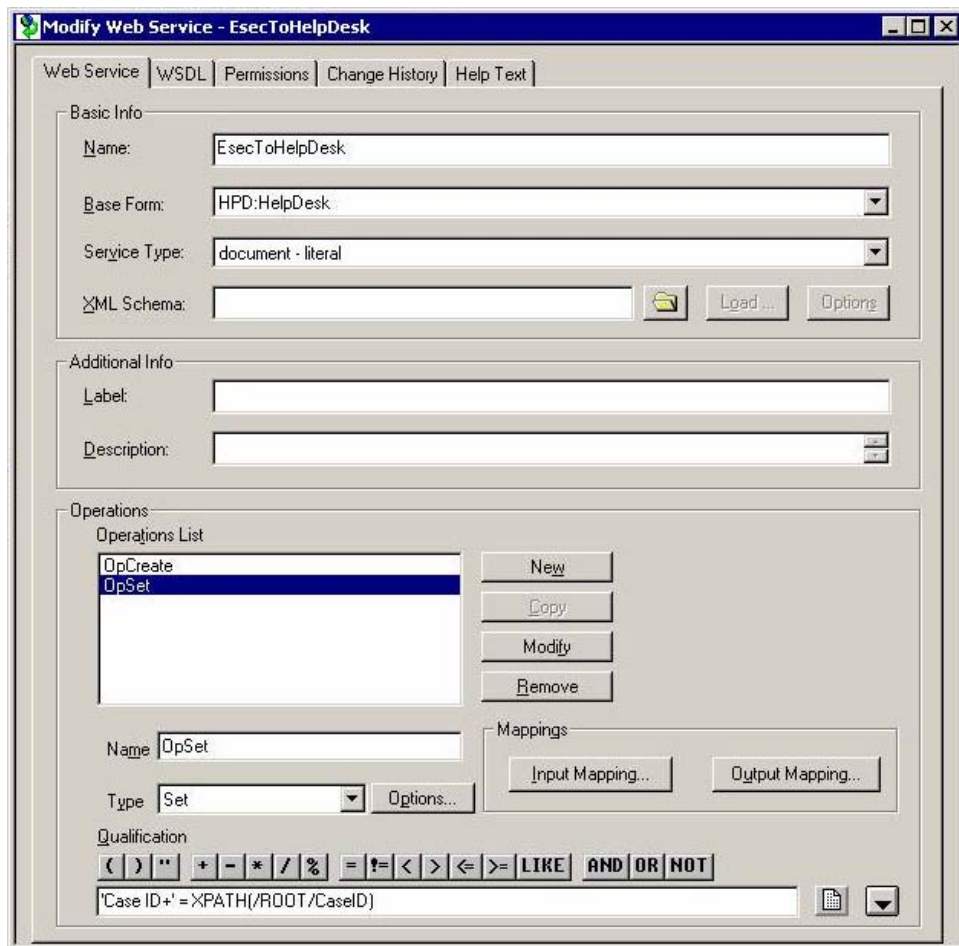 Modify Web Service - EsecToHelpDesk
Web Service WSDL Permissions Change History Help Text
Basic Info
Name: EsecToHelpDesk
Base Form: HPD:HelpDesk
Service Type: document - literal
XML Schema: Load ... Options
Additional Info
Label:
Description:
Operations
Operations List
OpCreate
OpSet
New
Copy
Modify
Remove
Name OpSet
Type Set Options...
Mappings
Input Mapping... Output Mapping...
Qualification
( ) " + - * / % = != < > <= >= LIKE AND OR NOT
'Case ID+' = XPATH(/ROOT/CaseID)